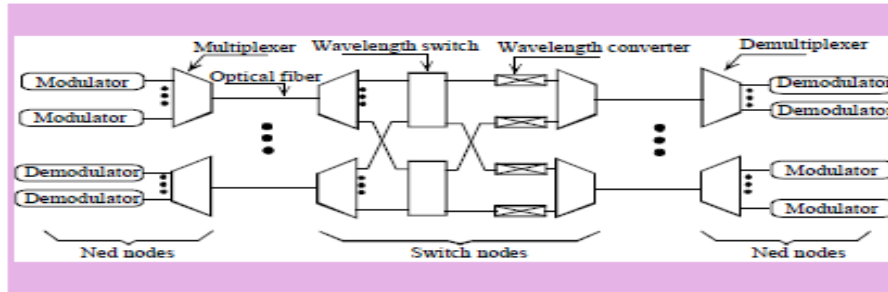 Multiplexer
Wavelength switch
Wavelength converter
Demultiplexer
Optical fiber
Modulator
Modulator
Demodulator
Demodulator
Demodulator
Demodulator
Modulator
Modulator
Ned nodes
Switch nodes
Ned nodes